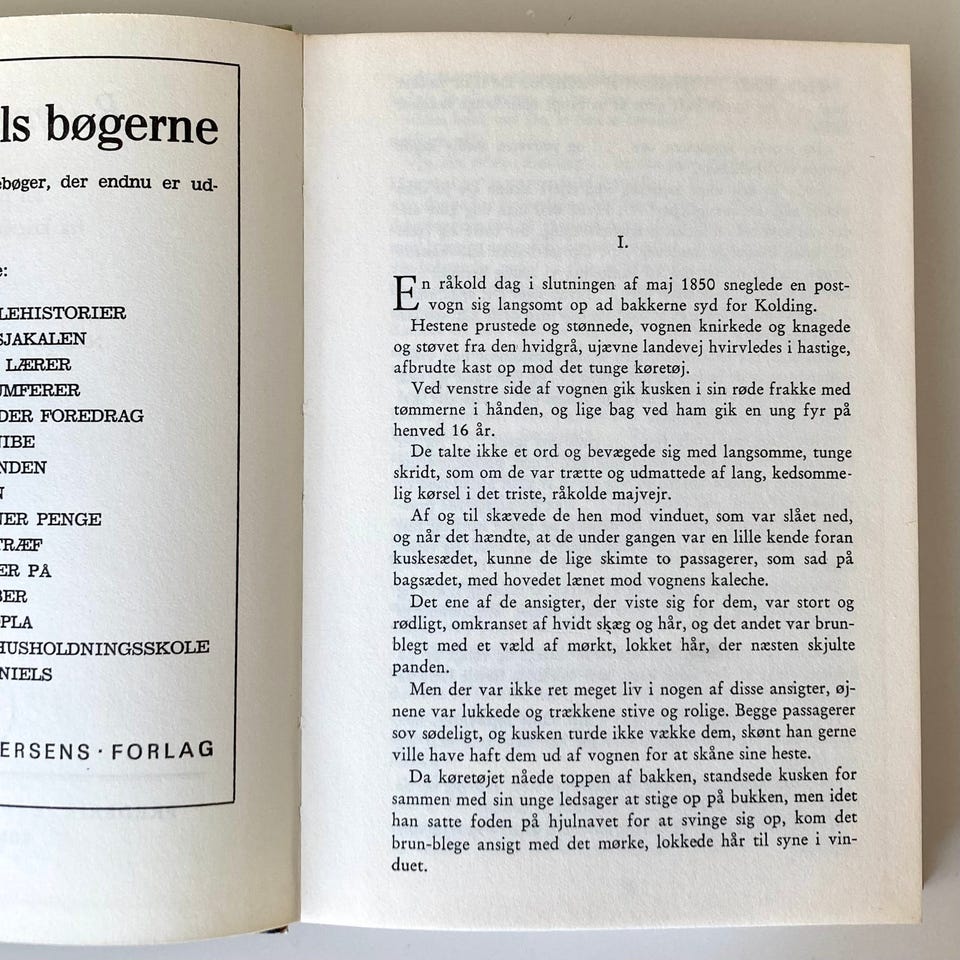 ls bøgerne
ebøger, der endnu er ud-
e:
LEHISTORIER
SJAKALEN
LÆRER
UMFERER
DER FOREDRAG
NIBE
NDEN
N
NER PENGE
TRÆF
ER PÅ
BER
OPLA
HUSHOLDNINGSSKOLE
NIELS
ERSENS · FORLAG
I.
En råkold dag i slutningen af maj 1850 sneglede en post-
vogn sig langsomt op ad bakkerne syd for Kolding.
Hestene prustede og stønnede, vognen knirkede og knagede
og støvet fra den hvidgrå, ujævne landevej hvirvledes i hastige,
afbrudte kast op mod det tunge køretøj.
Ved venstre side af vognen gik kusken i sin røde frakke med
tømmerne i hånden, og lige bag ved ham gik en ung fyr på
henved 16 år.
De talte ikke et ord og bevægede sig med langsomme, tunge
skridt, som om de var trætte og udmattede af lang, kedsomme-
lig kørsel i det triste, råkolde majvejr.
Af og til skævede de hen mod vinduet, som var slået ned,
og når det hændte, at de under gangen var en lille kende foran
kuskesædet, kunne de lige skimte to passagerer, som sad på
bagsædet, med hovedet lænet mod vognens kaleche.
Det ene af de ansigter, der viste sig for dem, var stort og
rødligt, omkranset af hvidt skæg og hår, og det andet var brun-
blegt med et væld af mørkt, lokket hår, der næsten skjulte
panden.
Men der var ikke ret meget liv i nogen af disse ansigter, øj-
nene var lukkede og trækkene stive og rolige. Begge passagerer
sov sødeligt, og kusken turde ikke vække dem, skønt han gerne
ville have haft dem ud af vognen for at skåne sine heste.
Da køretøjet nåede toppen af bakken, standsede kusken for
sammen med sin unge ledsager at stige op på bukken, men idet
han satte foden på hjulnavet for at svinge sig op, kom det
brun-blege ansigt med det mørke, lokkede hår til syne i vin-
duet.